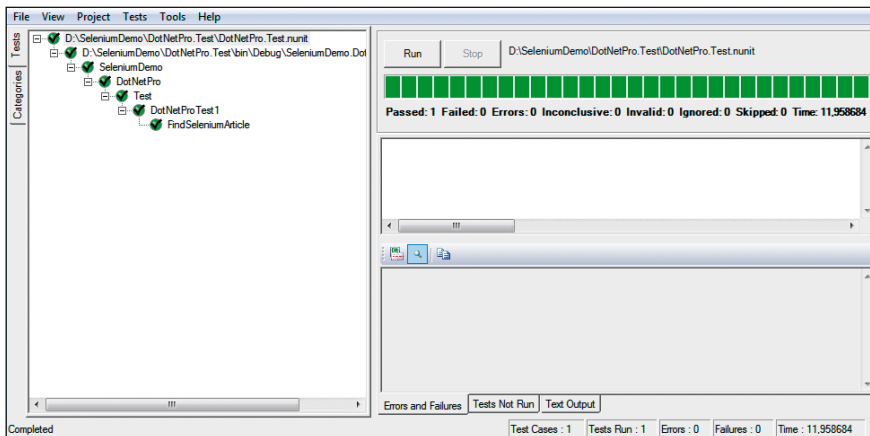 File View Project Tests Tools Help
Tests
Categories
D:\SeleniumDemo\DotNetPro.Test\DotNetPro.Test.nunit
D:\SeleniumDemo\DotNetPro.Test\bin\Debug\SeleniumDemo.Dot
SeleniumDemo
DotNetPro
Test
DotNetProTest1
FindSeleniumArticle
Run Stop D:\SeleniumDemo\DotNetPro.Test\DotNetPro.Test.nunit
Passed: 1 Failed: 0 Errors: 0 Inconclusive: 0 Invalid: 0 Ignored: 0 Skipped: 0 Time: 11,958684
Errors and Failures Tests Not Run Text Output
Completed Test Cases : 1 Tests Run : 1 Errors : 0 Failures : 0 Time : 11,958684